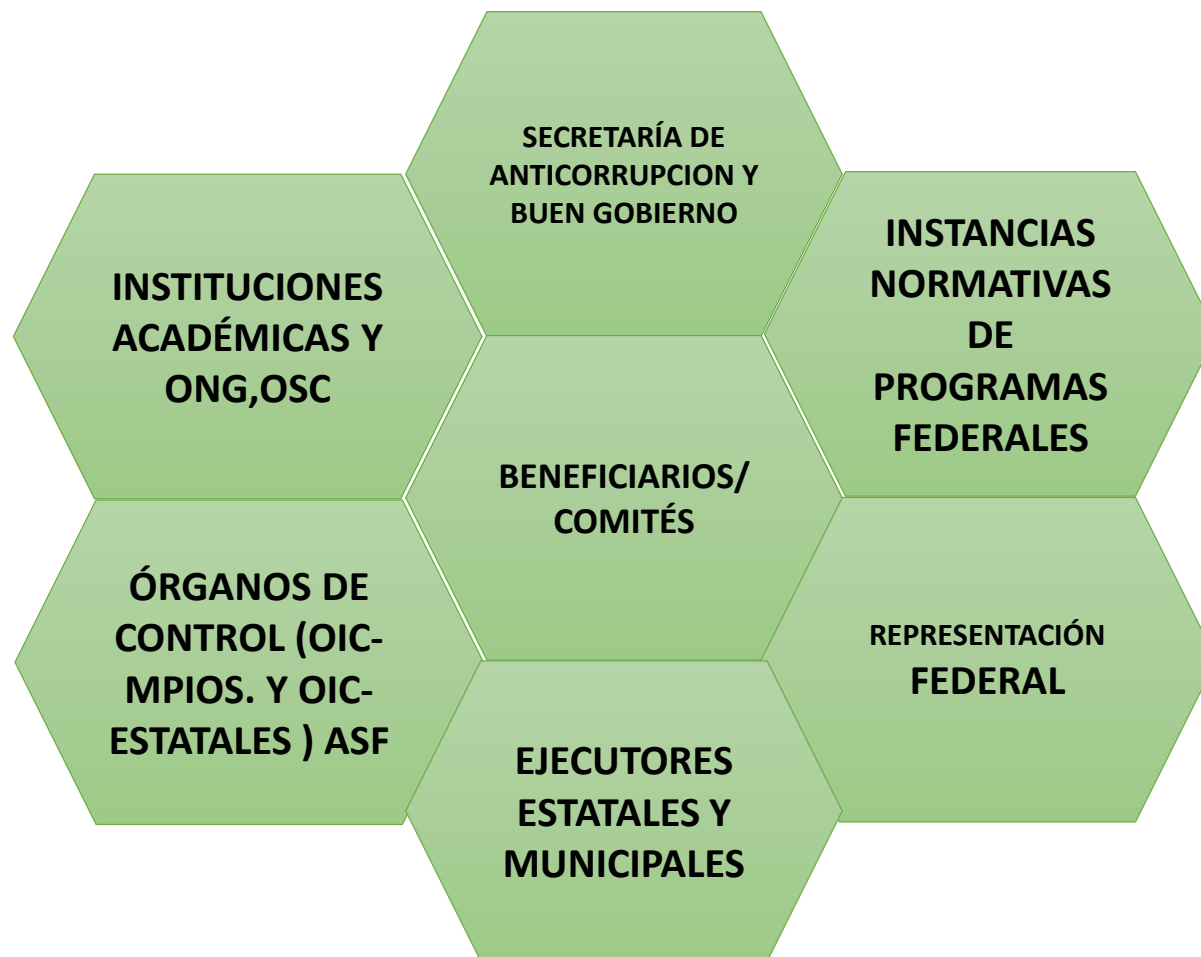 SECRETARÍA DE
ANTICORRUPCION Y
BUEN GOBIERNO
INSTITUCIONES
ACADÉMICAS Y
ONG,OSC
INSTANCIAS
NORMATIVAS
DE
PROGRAMAS
FEDERALES
BENEFICIARIOS/
COMITÉS
ÓRGANOS DE
CONTROL (OIC-
MPIOS. Y OIC-
ESTATALES ) ASF
REPRESENTACIÓN
FEDERAL
EJECUTORES
ESTATALES Y
MUNICIPALES